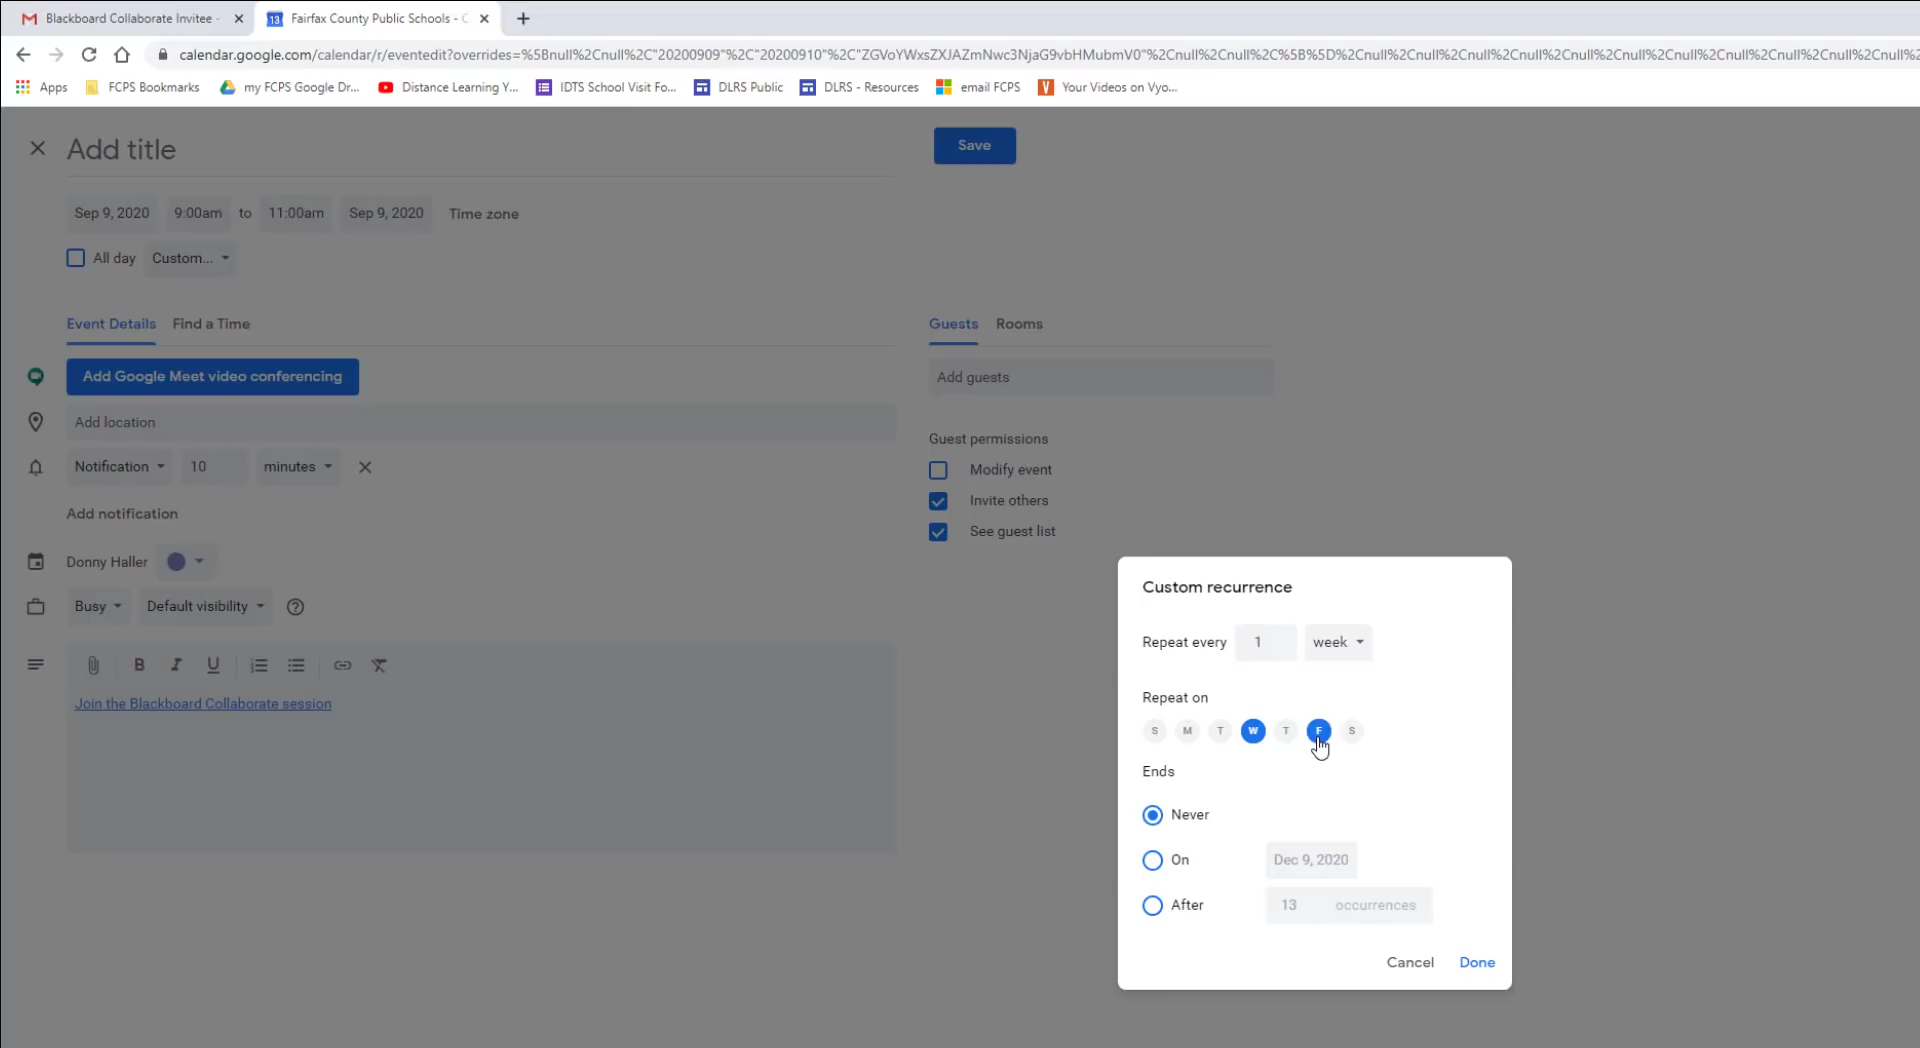 Blackboard Collaborate Invitee -
Fairfax County Public Schools - C
calendar.google.com/calendar/r/eventedit?overrides=%5Bnull%2Cnull%2C"20200909"%2C"20200910"%2C"ZGVoYWxsZXJAZmNwc3NjaG9vbHMubmV0"%2Cnull%2Cnull%2C%5B%5D%2Cnull%2Cnull%2Cnull%2Cnull%2Cnull%2Cnull%2Cnull%2Cnull%2Cnull%2Cnull%2Cnull%2C
Apps FCPS Bookmarks my FCPS Google Dr... Distance Learning Y... IDTS School Visit Fo... DLRS Public DLRS - Resources email FCPS Your Videos on Vyo...
Add title
Save
Sep 9, 2020 9:00am to 11:00am Sep 9, 2020 Time zone
All day Custom...
Event Details Find a Time
Guests Rooms
Add Google Meet video conferencing
Add guests
Add location
Guest permissions
Notification 10 minutes
Modify event
Invite others
Add notification
See guest list
Donny Haller
Busy Default visibility
B I U
Join the Blackboard Collaborate session
Custom recurrence
Repeat every 1 week
Repeat on
S M T W T F S
Ends
Never
On Dec 9, 2020
After 13 occurrences
Cancel Done